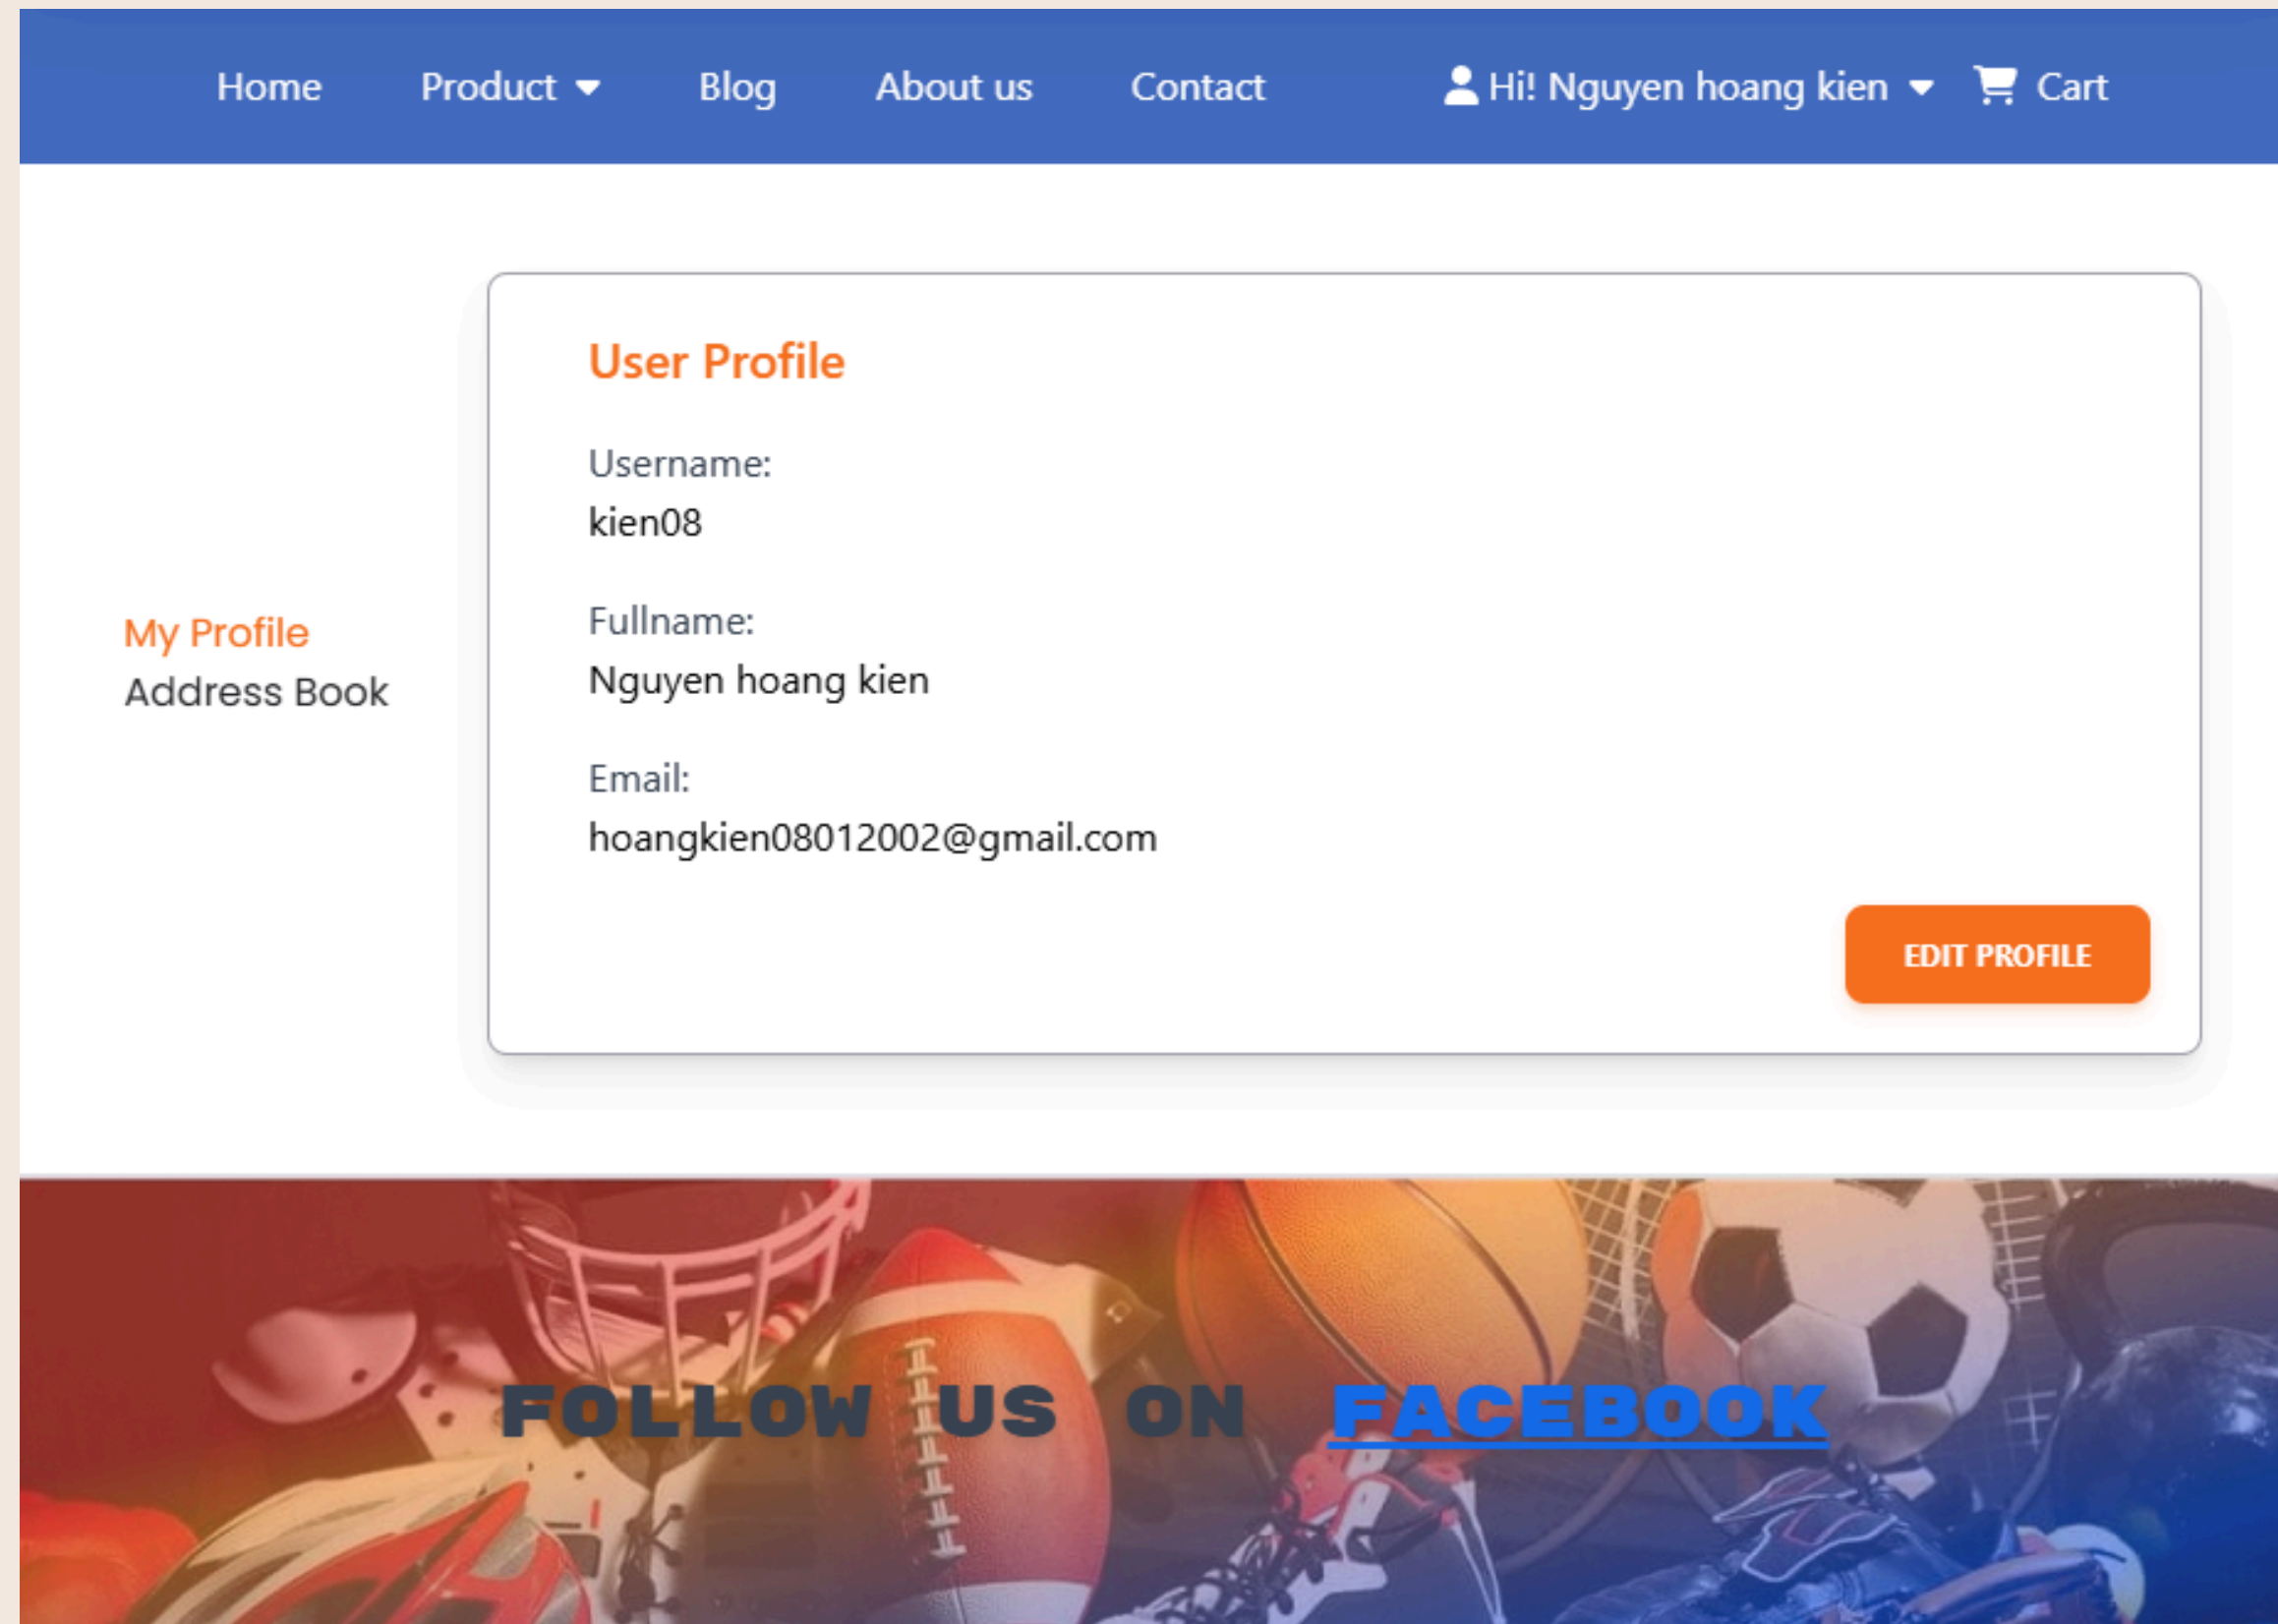 Home Product Blog About us Contact Hi! Nguyen hoang kien Cart
My Profile
Address Book
User Profile
Username:
kien08
Fullname:
Nguyen hoang kien
Email:
hoangkien08012002@gmail.com
EDIT PROFILE
FOLLOW US ON FACEBOOK